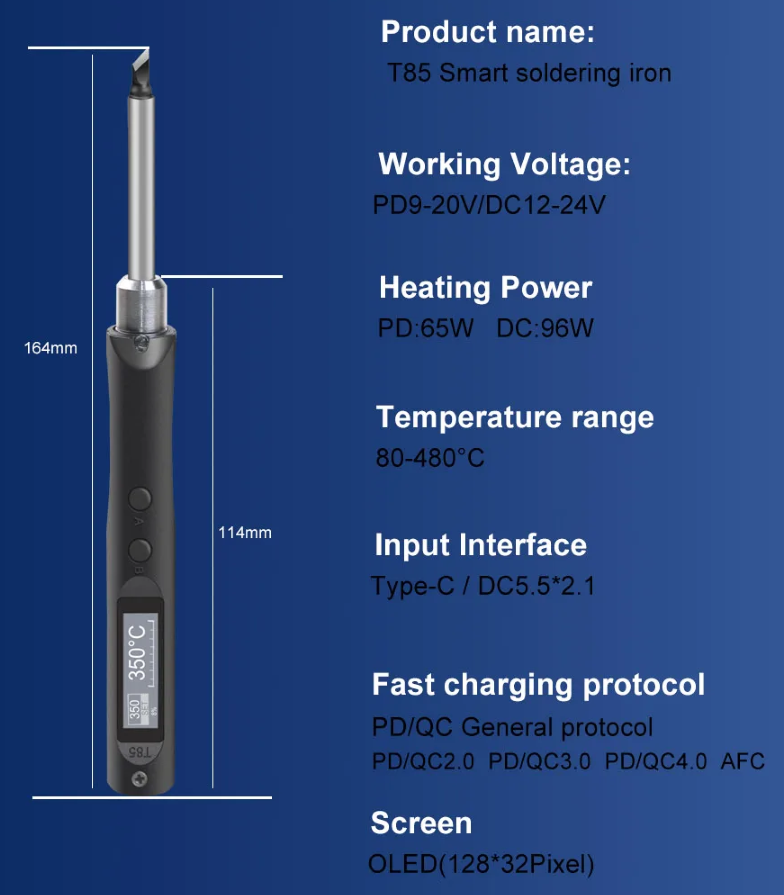 Product name:
T85 Smart soldering iron
Working Voltage:
PD9-20V/DC12-24V
Heating Power
PD:65W DC:96W
164mm
Temperature range
80-480°C
A
114mm
Input Interface
Type-C / DC5.5*2.1
B
350°C
350
Fast charging protocol
PD/QC General protocol
T85
PD/QC2.0 PD/QC3.0 PD/QC4.0 AFC
Screen
OLED(128*32Pixel)